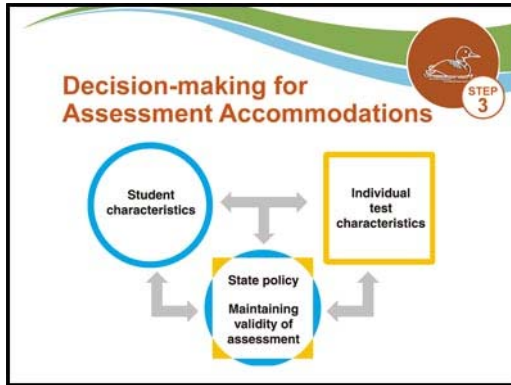 Decision-making for
Assessment Accommodations
STEP
3
Student
characteristics
Individual
test
characteristics
State policy
Maintaining
validity of
assessment